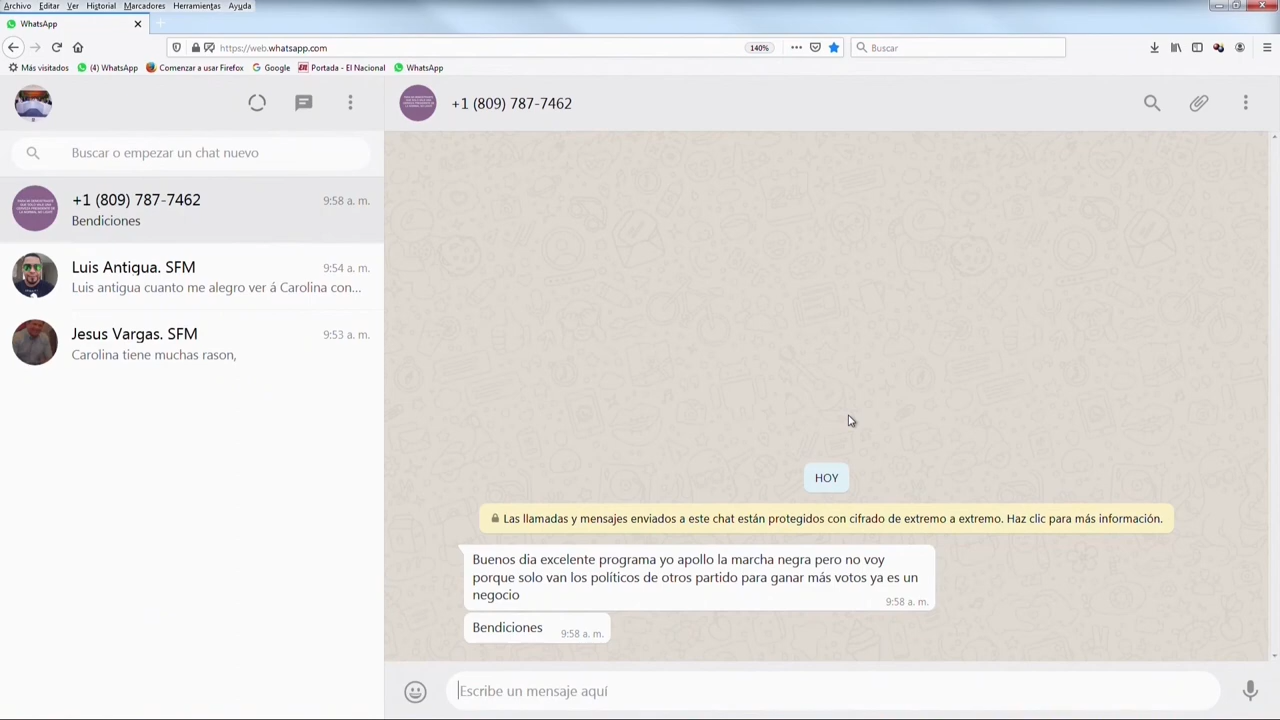 Archivo Editar Ver Historial Marcadores Herramientas Ayuda
WhatsApp
https://web.whatsapp.com
140%
Buscar
Más visitados
(4) WhatsApp
Comenzar a usar Firefox
Google
Portada - El Nacional
WhatsApp
+1 (809) 787-7462
Buscar o empezar un chat nuevo
+1 (809) 787-7462
9:58 a. m.
Bendiciones
Luis Antigua. SFM
9:54 a. m.
Luis antigua cuanto me alegro ver á Carolina con...
Jesus Vargas. SFM
9:53 a. m.
Carolina tiene muchas rason,
HOY
Las llamadas y mensajes enviados a este chat están protegidos con cifrado de extremo a extremo. Haz clic para más información.
Buenos dia excelente programa yo apollo la marcha negra pero no voy
porque solo van los políticos de otros partido para ganar más votos ya es un
negocio
9:58 a. m.
Bendiciones
9:58 a. m.
Escribe un mensaje aquí